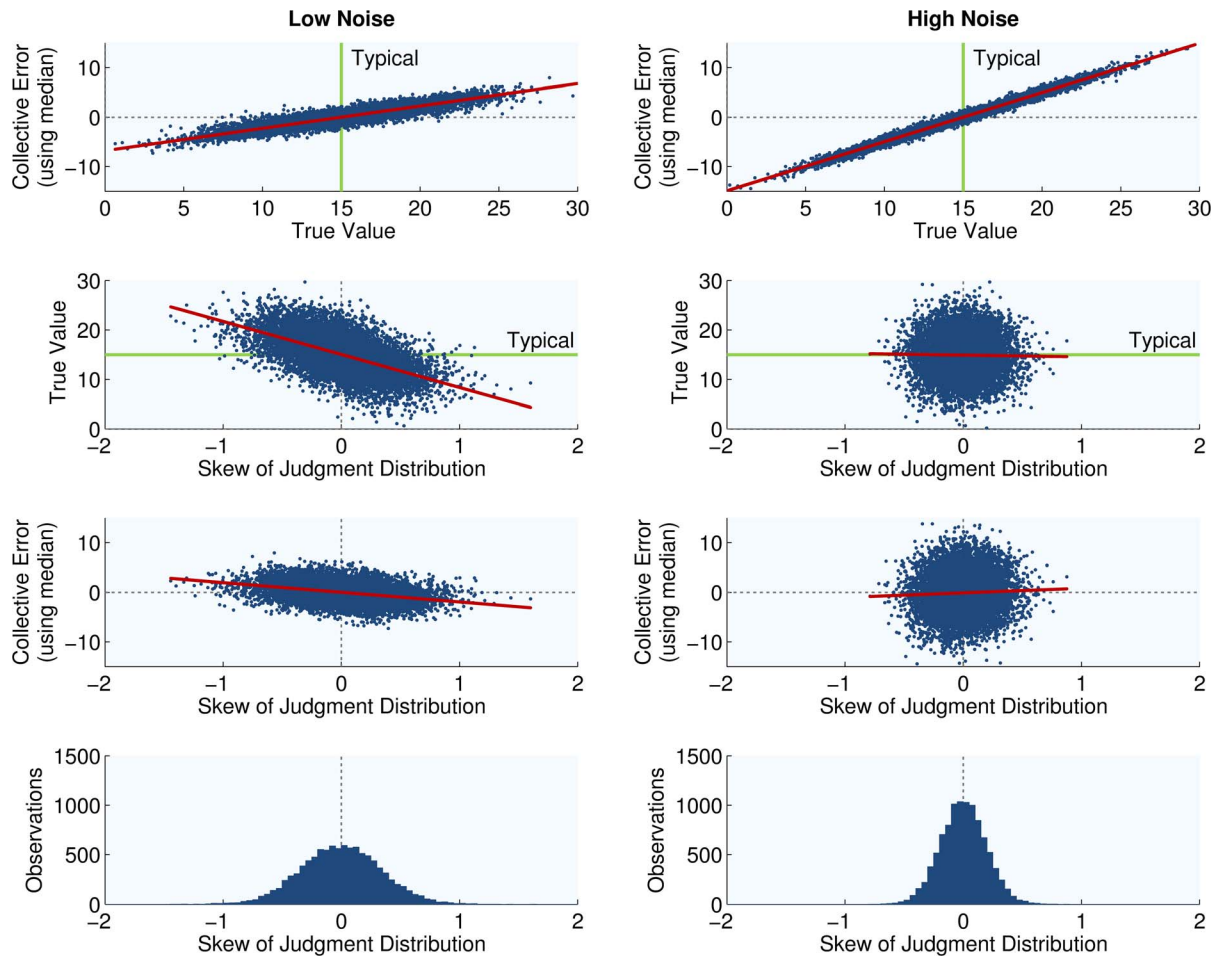 Low Noise
High Noise
Collective Error
(using median)
10
0
−10
Typical
0
5
10
15
20
25
30
True Value
Collective Error
(using median)
10
0
−10
Typical
0
5
10
15
20
25
30
True Value
True Value
30
20
10
0
Typical
−2
−1
0
1
2
Skew of Judgment Distribution
True Value
30
20
10
0
Typical
−2
−1
0
1
2
Skew of Judgment Distribution
Collective Error
(using median)
10
0
−10
−2
−1
0
1
2
Skew of Judgment Distribution
Collective Error
(using median)
10
0
−10
−2
−1
0
1
2
Skew of Judgment Distribution
Observations
1500
1000
500
0
−2
−1
0
1
2
Skew of Judgment Distribution
Observations
1500
1000
500
0
−2
−1
0
1
2
Skew of Judgment Distribution